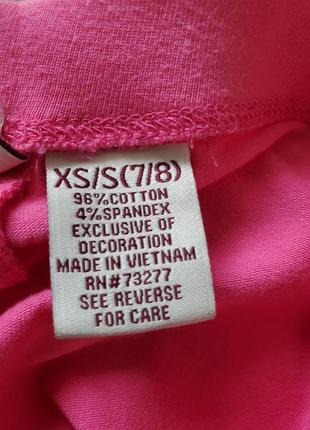 XS/S(7/8)
96%COTTON
4%SPANDEX
EXCLUSIVE OF
DECORATION
MADE IN VIETNAM
RN#73277
SEE REVERSE
FOR CARE